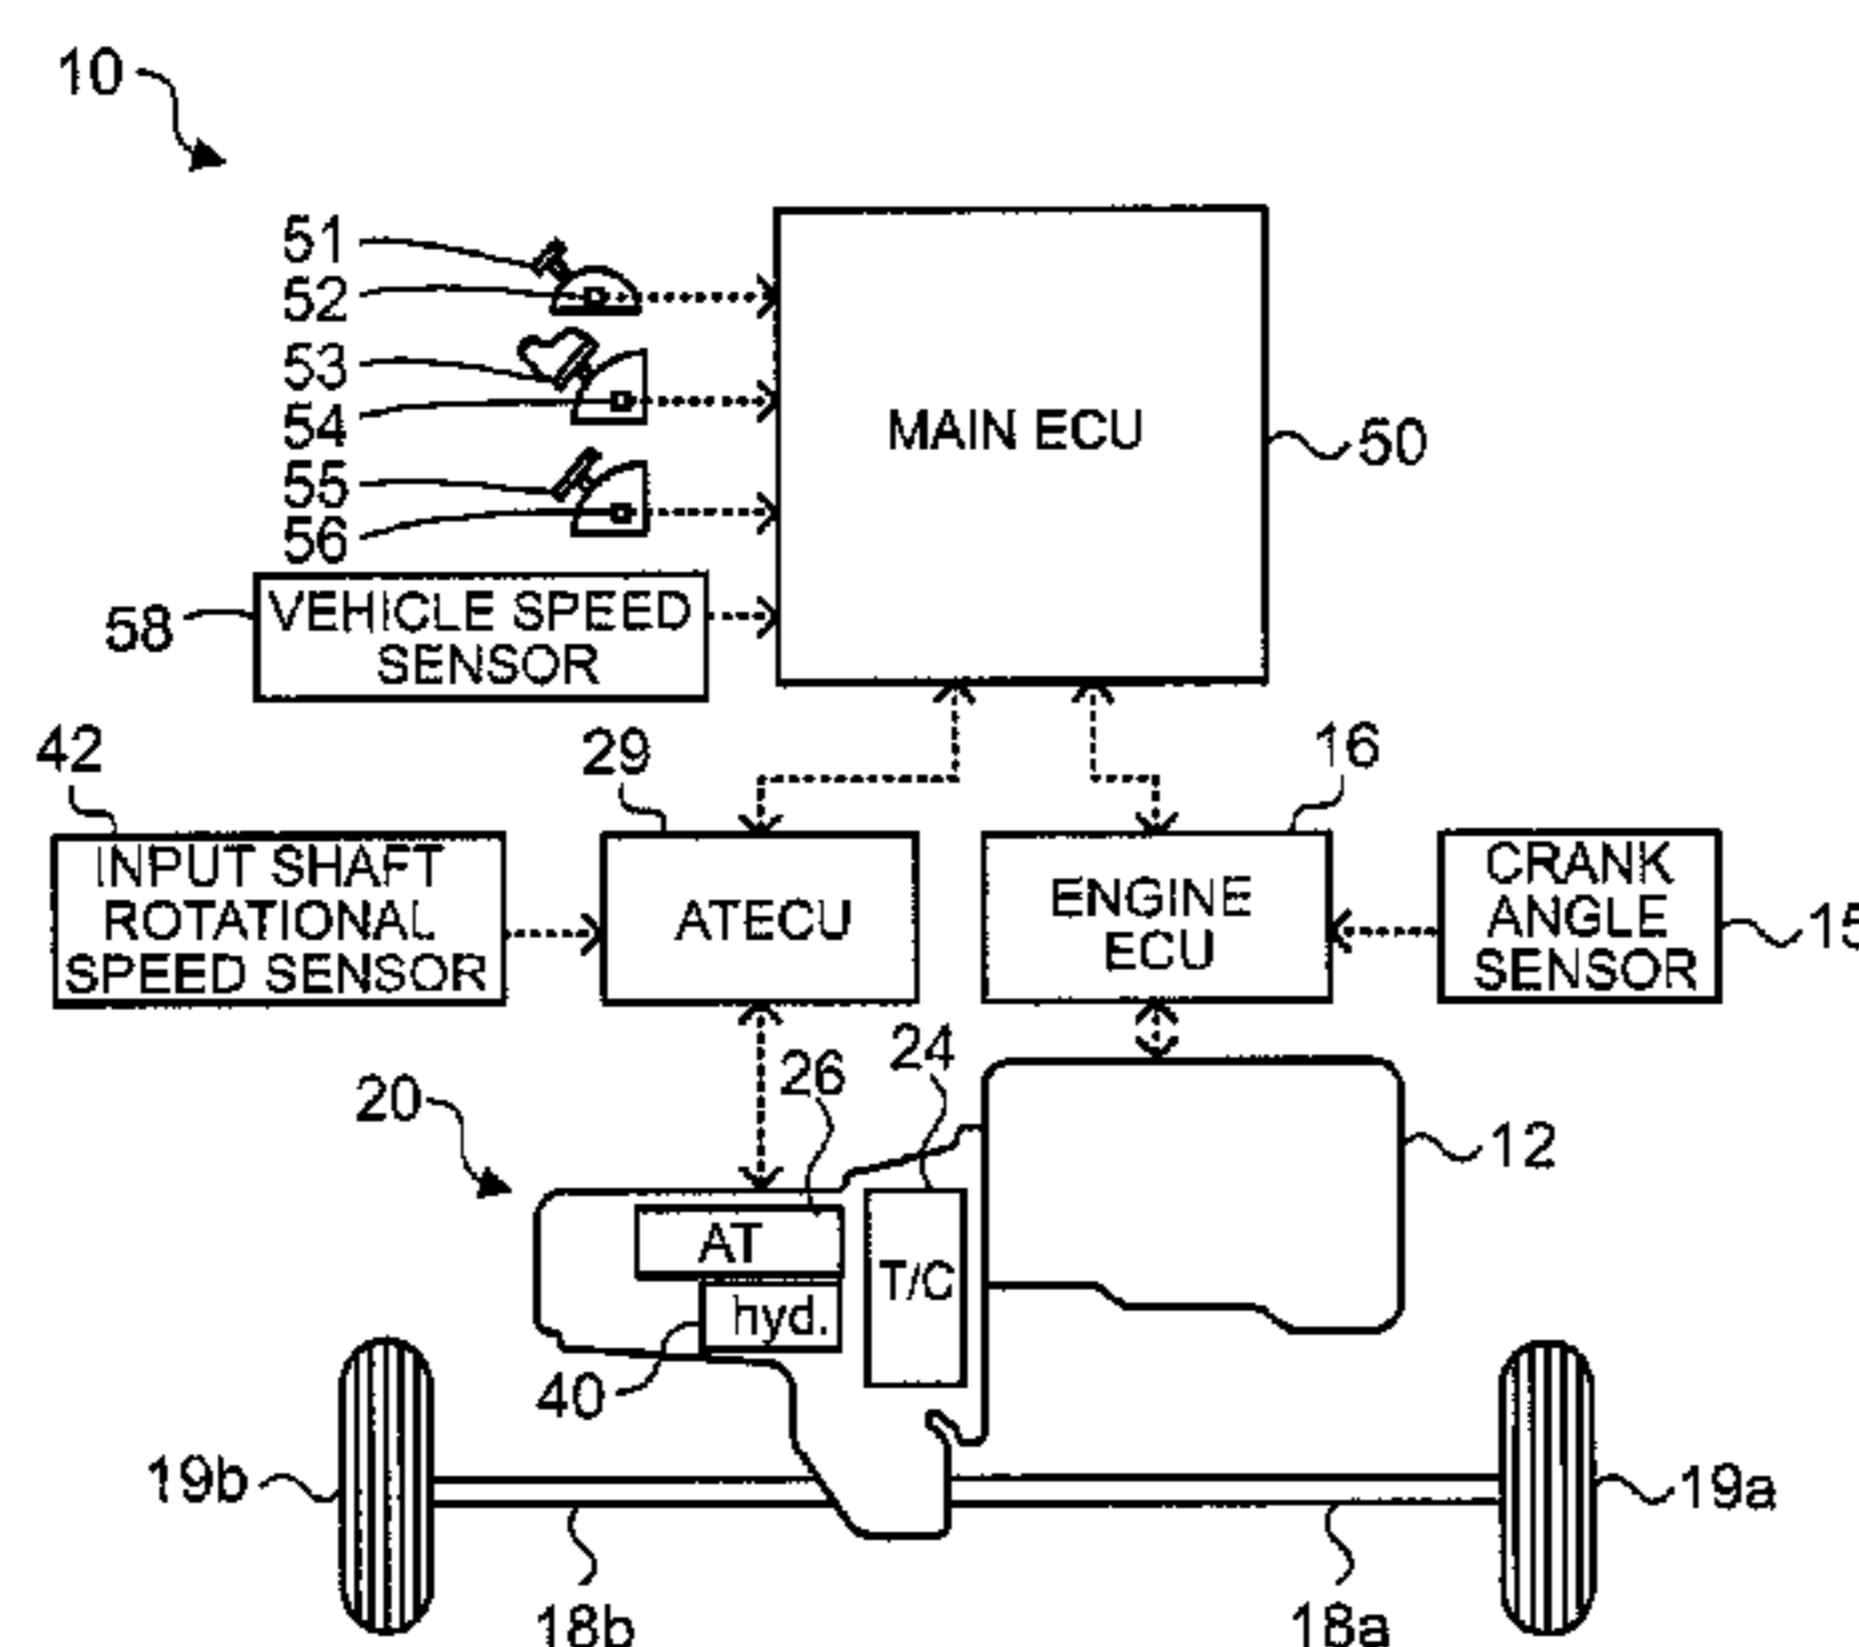 10
51
52
53
54
55
56
MAIN ECU
50
58
VEHICLE SPEED
SENSOR
42
29
16
INPUT SHAFT
ROTATIONAL
SPEED SENSOR
ATECU
ENGINE
ECU
CRANK
ANGLE
SENSOR
15
20
26
24
12
AT
T/C
hyd.
40
19b
19a
18b
18a